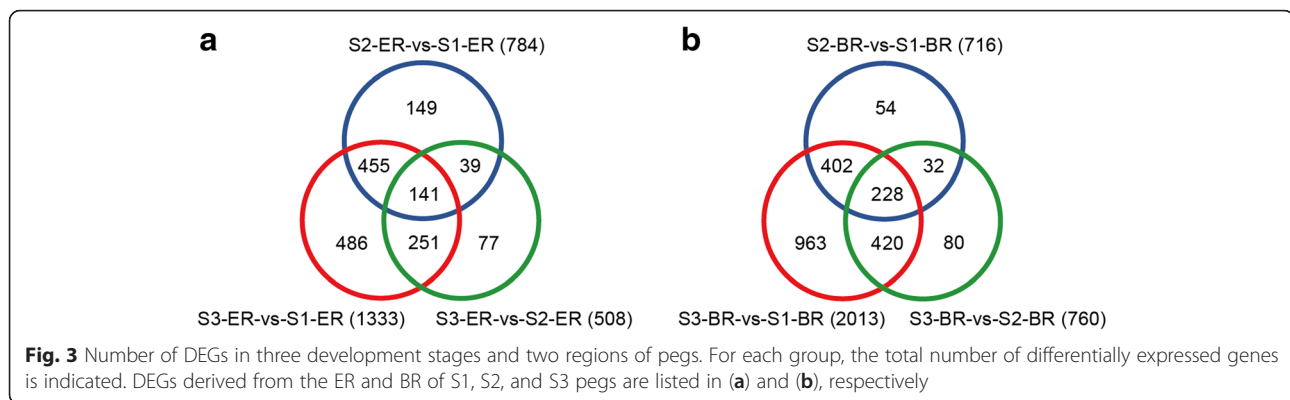 a
b
S2-ER-vs-S1-ER (784)
S2-BR-vs-S1-BR (716)
149
54
455
39
402
32
141
228
486
251
77
963
420
80
S3-ER-vs-S1-ER (1333)
S3-ER-vs-S2-ER (508)
S3-BR-vs-S1-BR (2013)
S3-BR-vs-S2-BR (760)
Fig. 3 Number of DEGs in three development stages and two regions of pegs. For each group, the total number of differentially expressed genes
is indicated. DEGs derived from the ER and BR of S1, S2, and S3 pegs are listed in (a) and (b), respectively